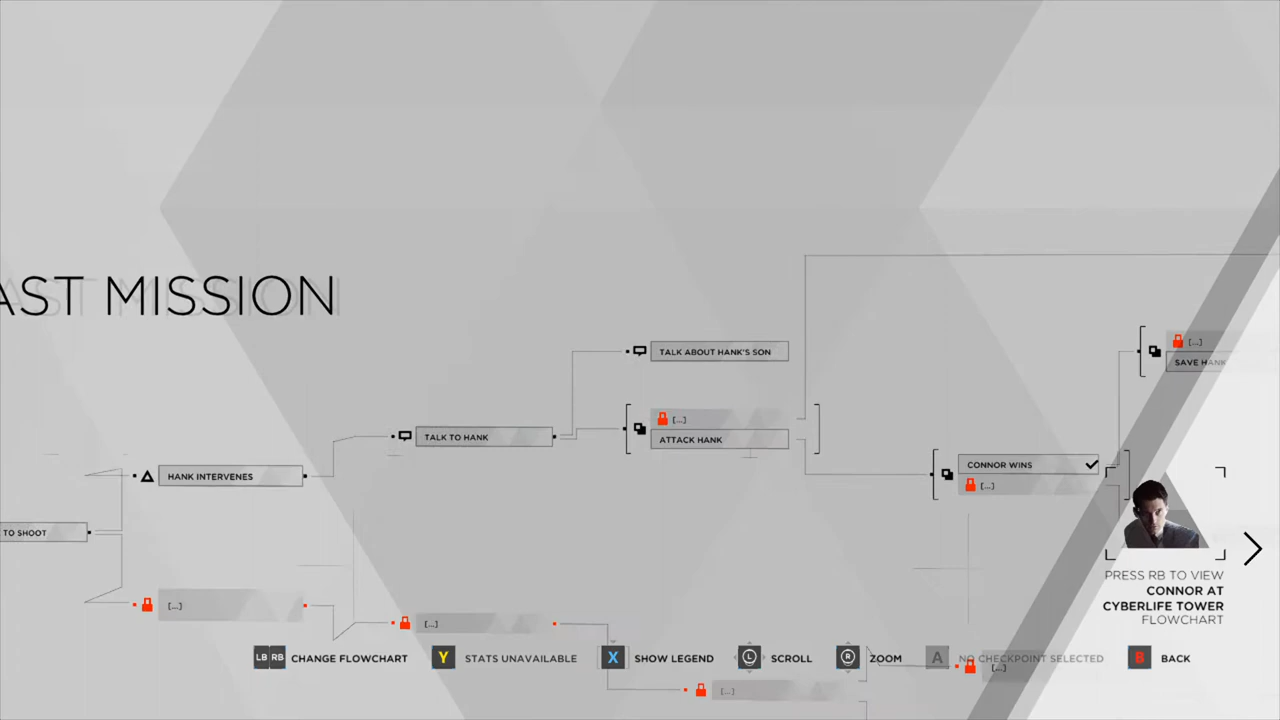 AST MISSION
[...]
SAVE HANK
TALK ABOUT HANK'S SON
[...]
ATTACK HANK
TALK TO HANK
CONNOR WINS
[...]
HANK INTERVENES
TO SHOOT
[...]
[...]
PRESS RB TO VIEW
CONNOR AT
CYBERLIFE TOWER
FLOWCHART
LB RB CHANGE FLOWCHART Y STATS UNAVAILABLE X SHOW LEGEND L SCROLL R ZOOM A NO CHECKPOINT SELECTED B BACK
[...]
[...]